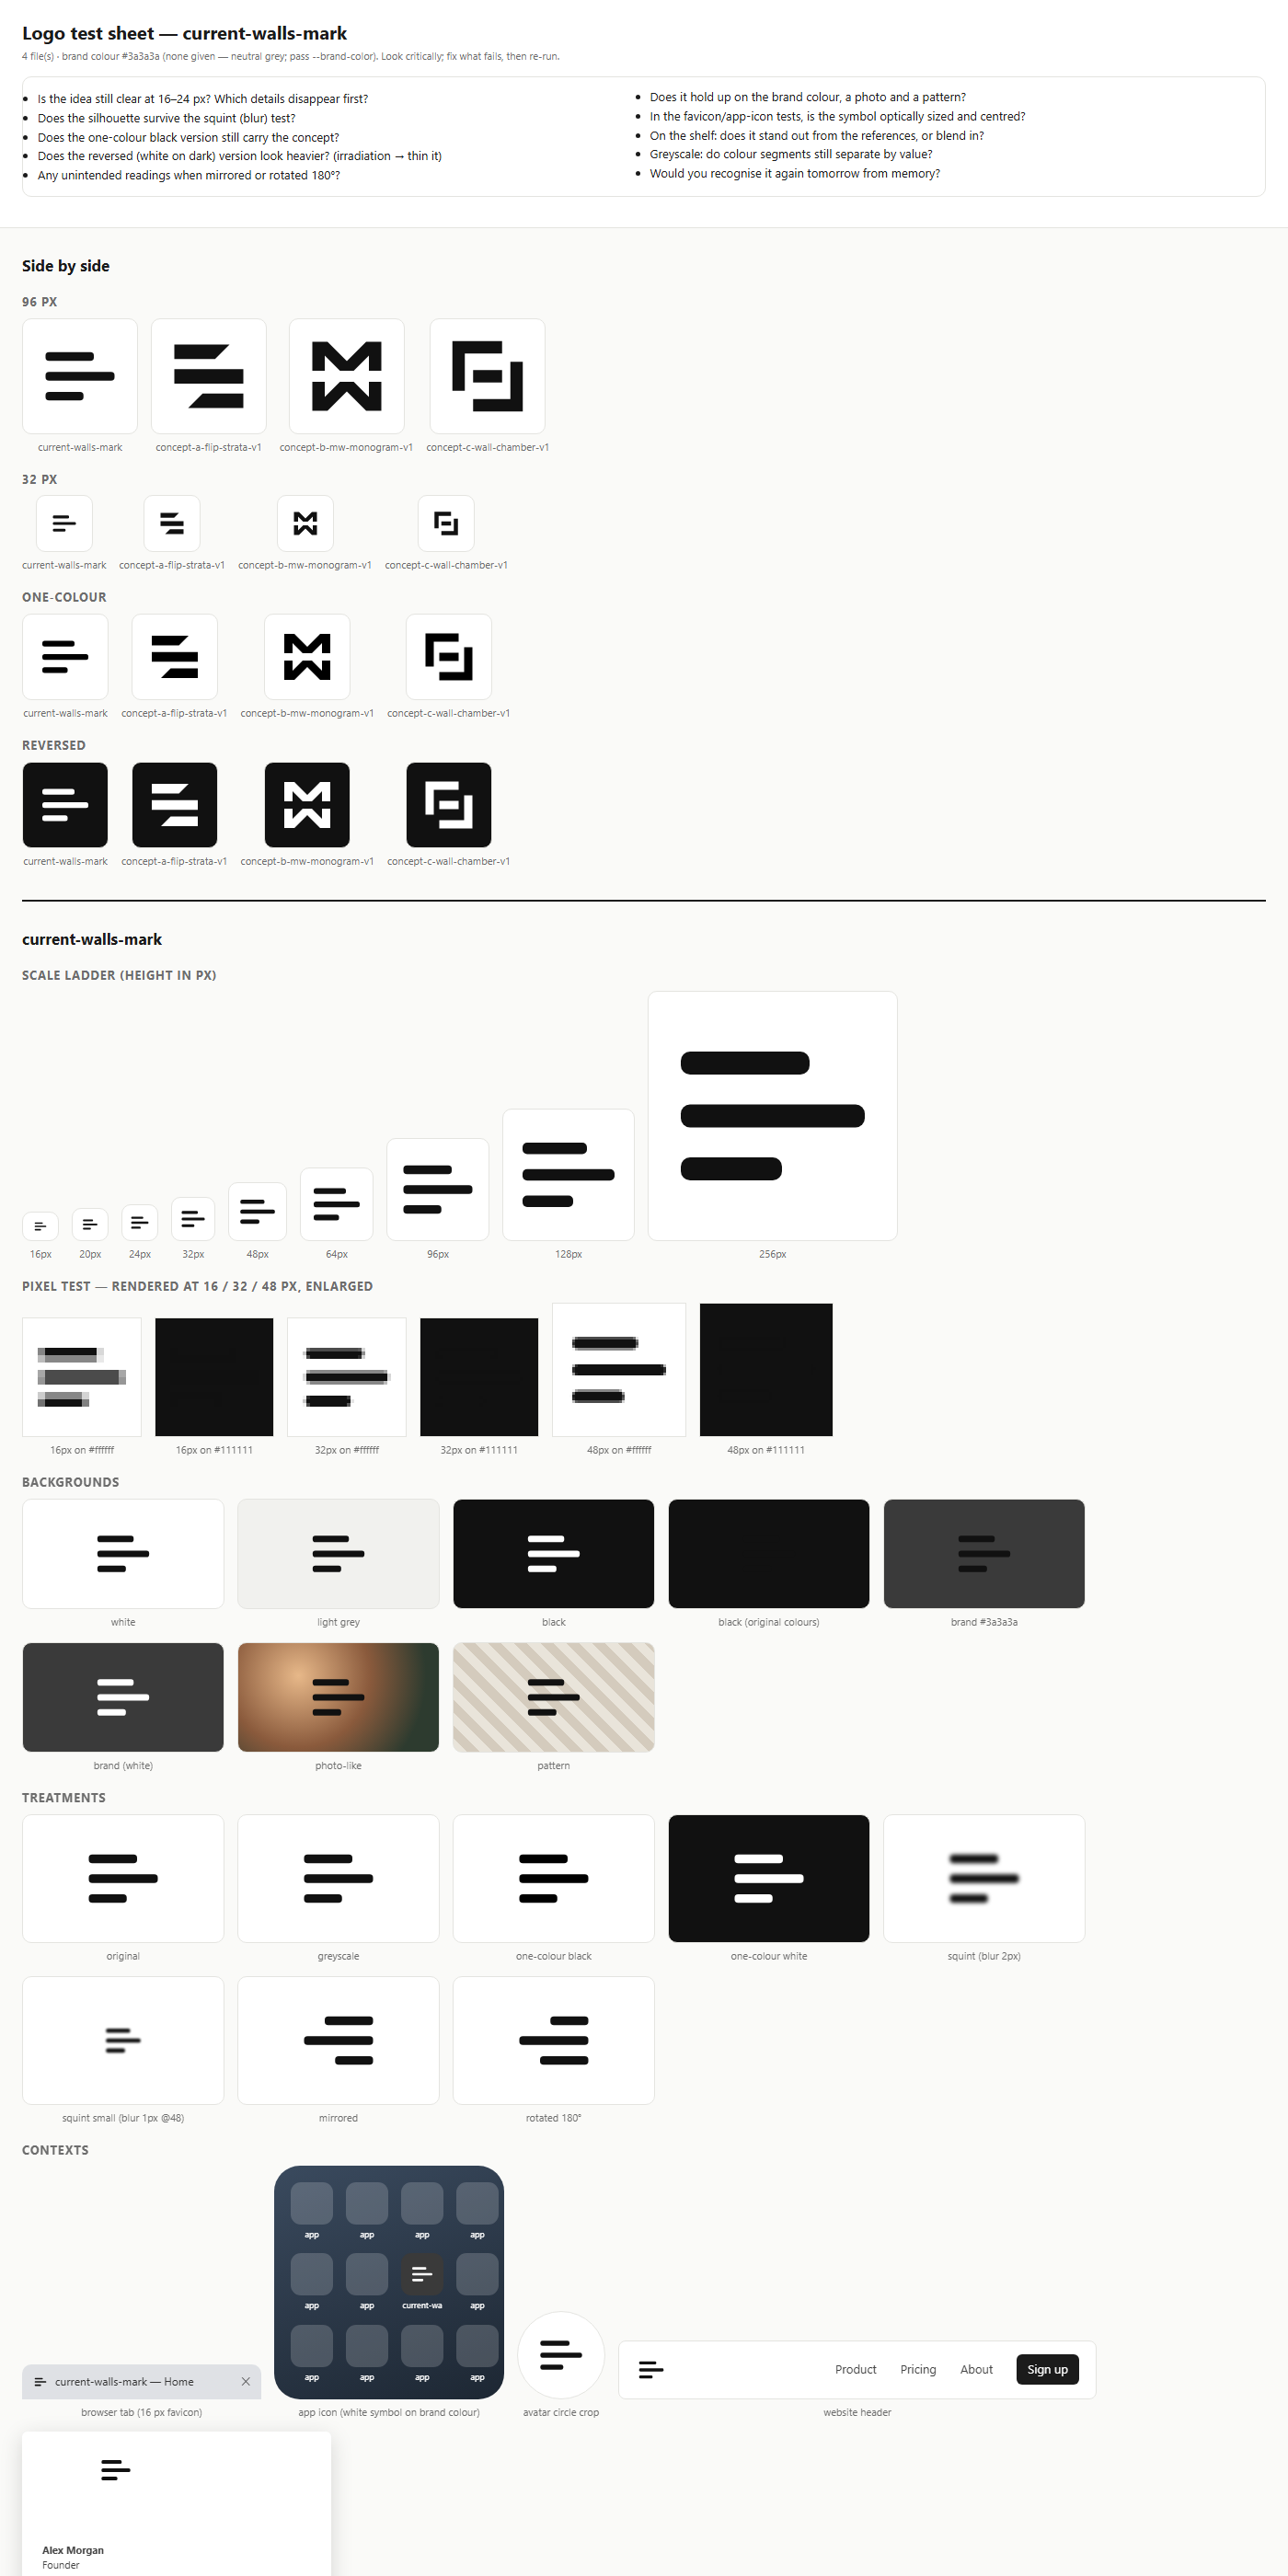 Logo test sheet — current-walls-mark
4 file(s) · brand colour #3a3a3a (none given — neutral grey; pass --brand-color). Look critically; fix what fails, then re-run.
Is the idea still clear at 16–24 px? Which details disappear first?
Does the silhouette survive the squint (blur) test?
Does the one-colour black version still carry the concept?
Does the reversed (white on dark) version look heavier? (irradiation → thin it)
Any unintended readings when mirrored or rotated 180°?
Does it hold up on the brand colour, a photo and a pattern?
In the favicon/app-icon tests, is the symbol optically sized and centred?
On the shelf: does it stand out from the references, or blend in?
Greyscale: do colour segments still separate by value?
Would you recognise it again tomorrow from memory?
Side by side
96 PX
current-walls-mark concept-a-flip-strata-v1 concept-b-mw-monogram-v1 concept-c-wall-chamber-v1
32 PX
current-walls-mark concept-a-flip-strata-v1 concept-b-mw-monogram-v1 concept-c-wall-chamber-v1
ONE-COLOUR
current-walls-mark concept-a-flip-strata-v1 concept-b-mw-monogram-v1 concept-c-wall-chamber-v1
REVERSED
current-walls-mark concept-a-flip-strata-v1 concept-b-mw-monogram-v1 concept-c-wall-chamber-v1
current-walls-mark
SCALE LADDER (HEIGHT IN PX)
16px 20px 24px 32px 48px 64px 96px 128px 256px
PIXEL TEST — RENDERED AT 16 / 32 / 48 PX, ENLARGED
16px on #ffffff 16px on #111111 32px on #ffffff 32px on #111111 48px on #ffffff 48px on #111111
BACKGROUNDS
white light grey black black (original colours) brand #3a3a3a
brand (white) photo-like pattern
TREATMENTS
original greyscale one-colour black one-colour white squint (blur 2px)
squint small (blur 1px @48) mirrored rotated 180°
CONTEXTS
app app app app
app app current-wa app
app app app app
current-walls-mark — Home
Product Pricing About Sign up
browser tab (16 px favicon) app icon (white symbol on brand colour) avatar circle crop website header
Alex Morgan
Founder